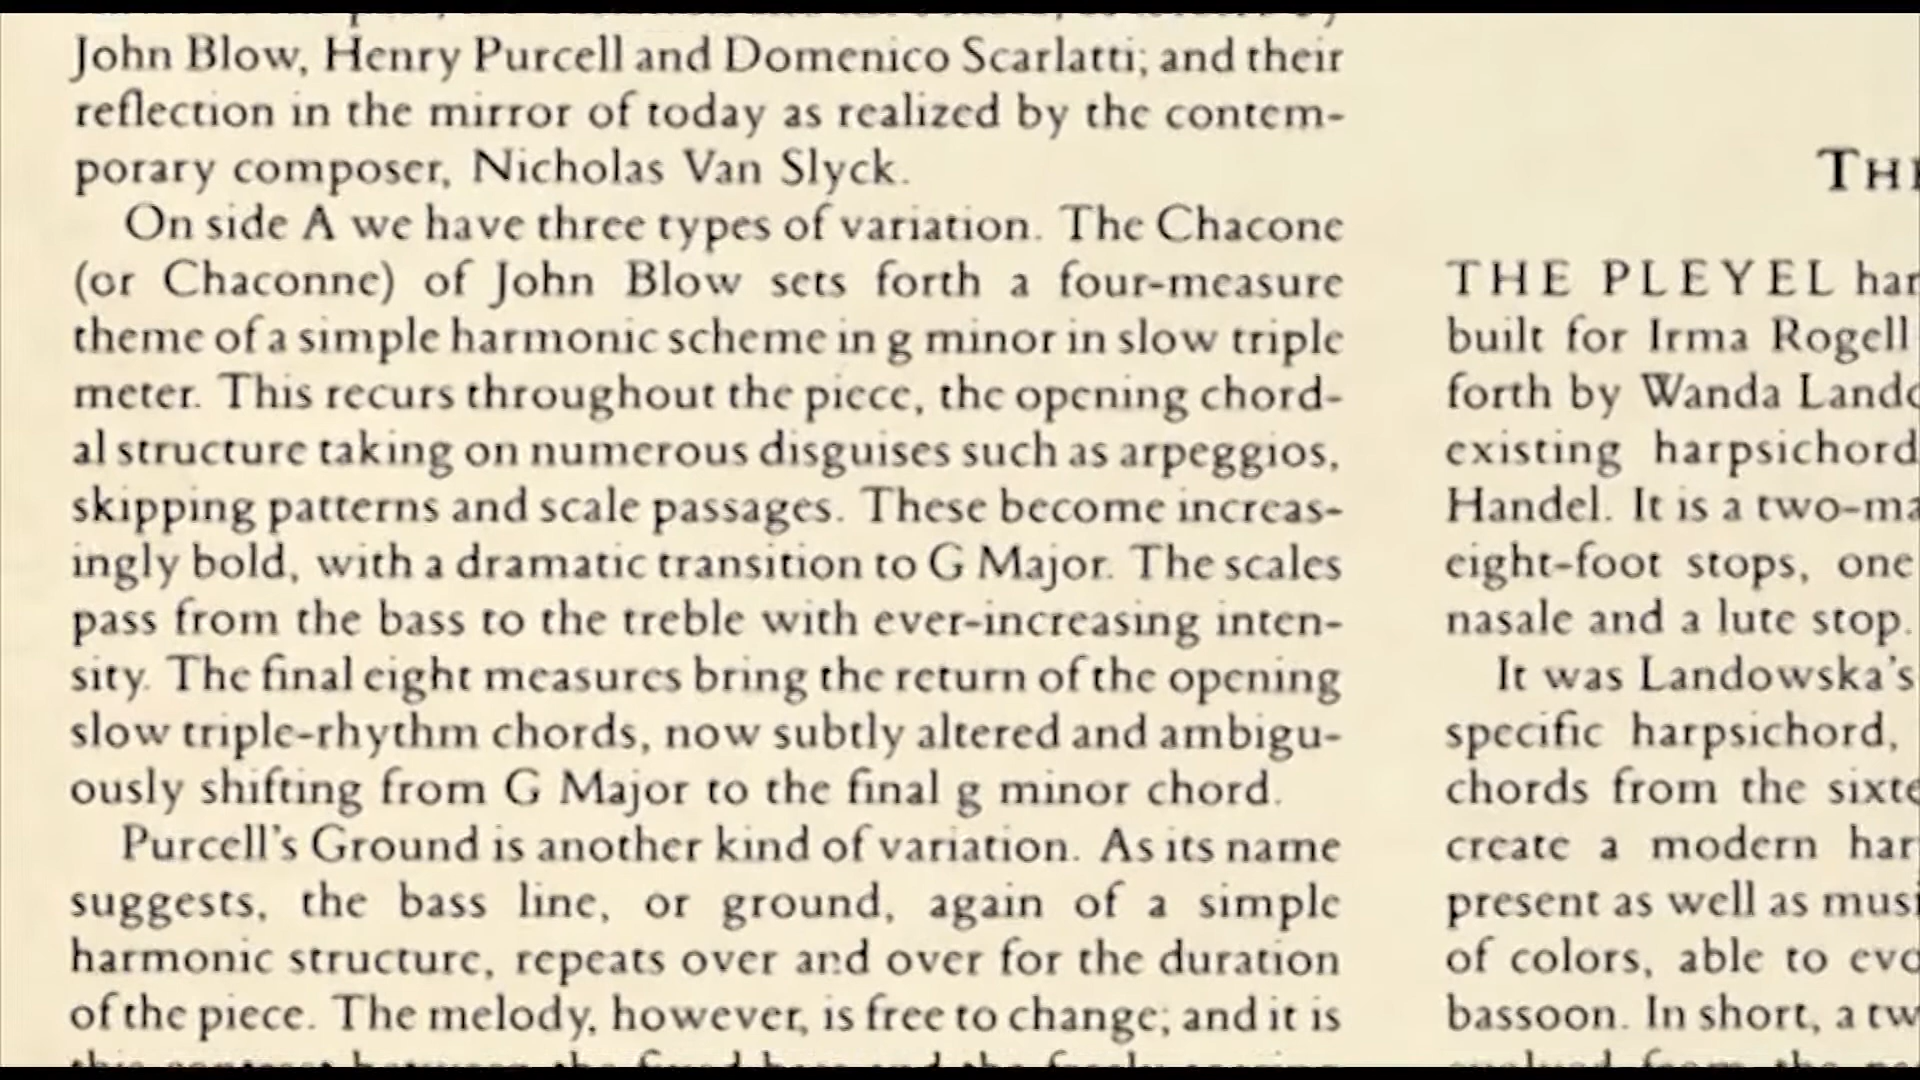 John Blow, Henry Purcell and Domenico Scarlatti; and their
reflection in the mirror of today as realized by the contem-
porary composer, Nicholas Van Slyck.
On side A we have three types of variation. The Chacone
(or Chaconne) of John Blow sets forth a four-measure
theme of a simple harmonic scheme in g minor in slow triple
meter. This recurs throughout the piece, the opening chord-
al structure taking on numerous disguises such as arpeggios,
skipping patterns and scale passages. These become increas-
ingly bold, with a dramatic transition to G Major. The scales
pass from the bass to the treble with ever-increasing inten-
sity. The final eight measures bring the return of the opening
slow triple-rhythm chords, now subtly altered and ambigu-
ously shifting from G Major to the final g minor chord.
Purcell's Ground is another kind of variation. As its name
suggests, the bass line, or ground, again of a simple
harmonic structure, repeats over and over for the duration
of the piece. The melody, however, is free to change; and it is
THE PLEYEL
built for Irma Rogell
forth by Wanda
existing harpsichord
Handel. It is a
eight-foot stops, one
nasale and a lute stop.
It was Landowska's
specific harpsichord,
chords from the
create a modern
present as well as
of colors, able to
bassoon. In short, a